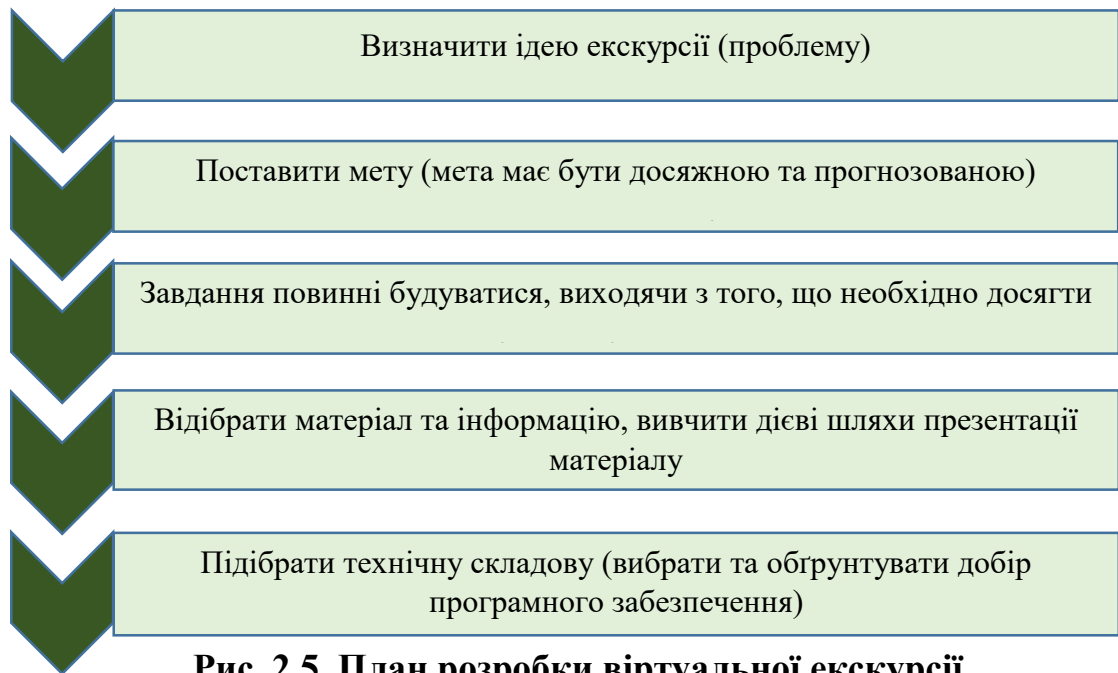 Визначити ідею екскурсії (проблему)
Поставити мету (мета має бути досяжною та прогнозованою)
Завдання повинні будуватися, виходячи з того, що необхідно досягти
Відібрати матеріал та інформацію, вивчити дієві шляхи презентації
матеріалу
Підібрати технічну складову (вибрати та обґрунтувати добір
програмного забезпечення)
Рис. 2.5. План розробки віртуальної екскурсії